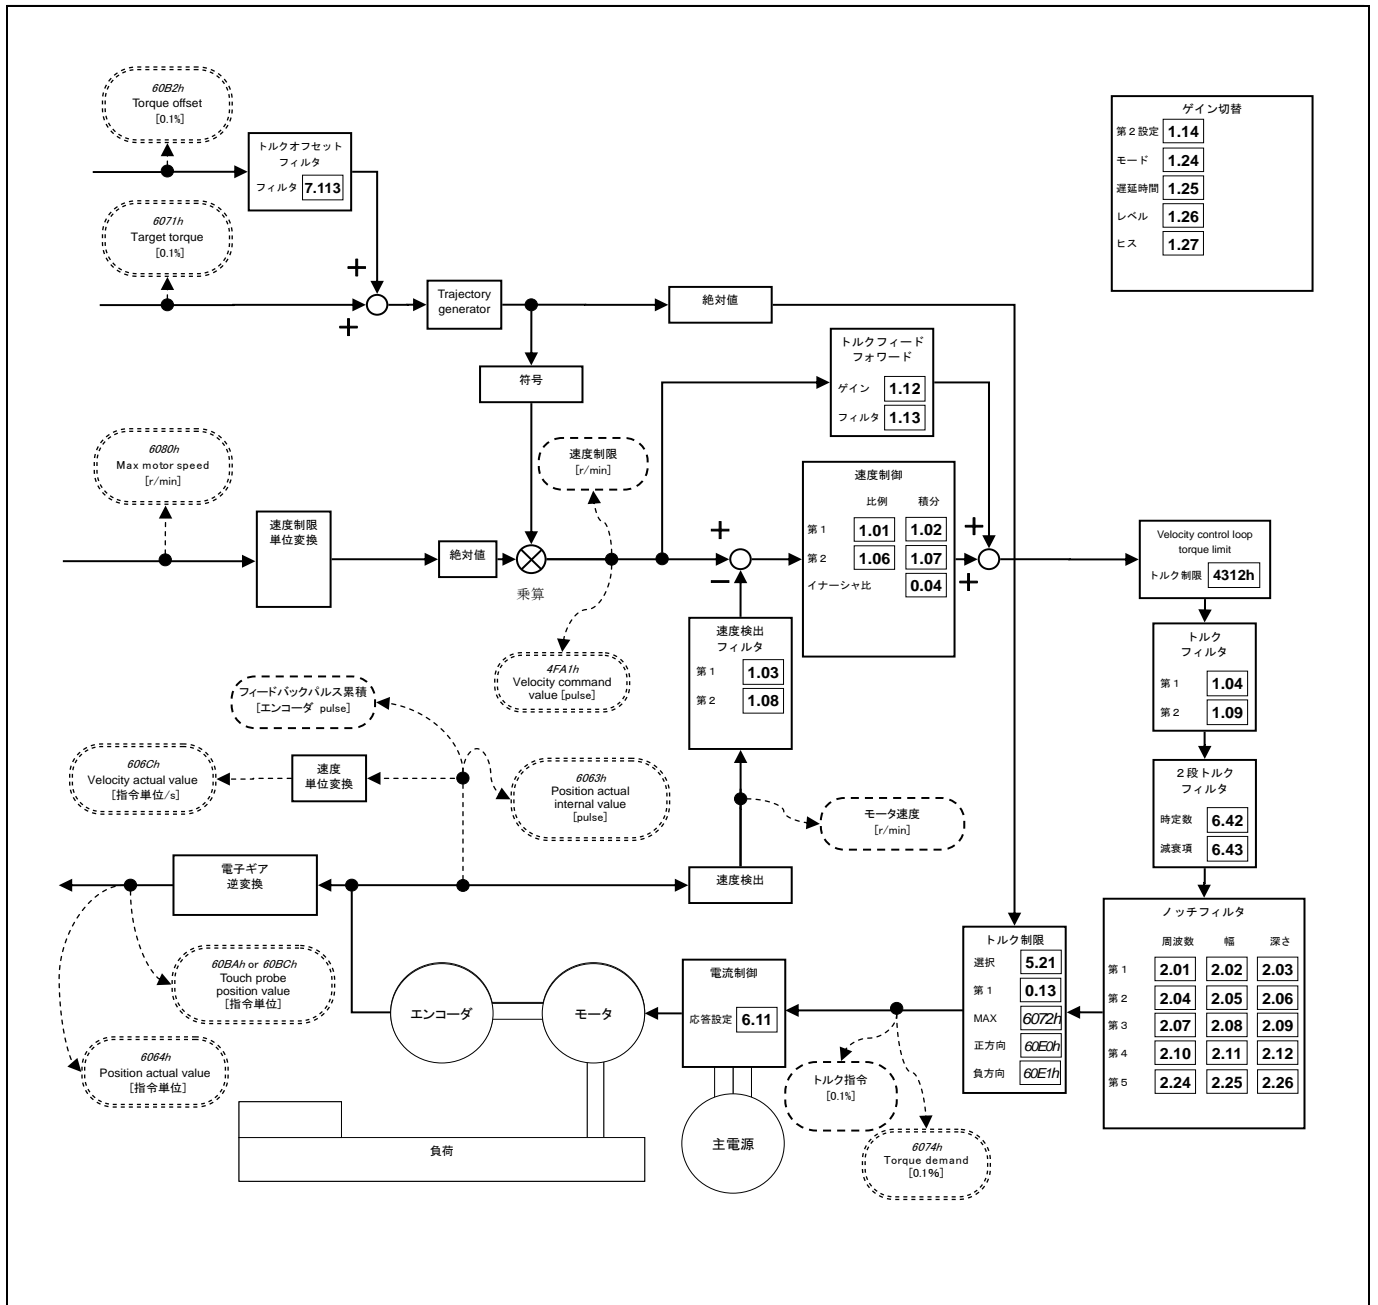 60B2h
Torque offset
[0.1%]
トルクオフセット
フィルタ
フィルタ 7.113
6071h
Target torque
[0.1%]
+
+
Trajectory
generator
絶対値
符号
ゲイン切替
第２設定 1.14
モード 1.24
遅延時間 1.25
レベル 1.26
ヒス 1.27
トルクフィード
フォワード
ゲイン 1.12
フィルタ 1.13
6080h
Max motor speed
[r/min]
速度制限
単位変換
絶対値
乗算
速度制限
[r/min]
4FA1h
Velocity command
value [pulse]
+
−
速度制御
比例 積分
第１ 1.01 1.02
第２ 1.06 1.07
イナーシャ比 0.04
+
+
Velocity control loop
torque limit
トルク制限 4312h
トルク
フィルタ
第１ 1.04
第２ 1.09
２段トルク
フィルタ
時定数 6.42
減衰項 6.43
ノッチフィルタ
周波数 幅 深さ
第１ 2.01 2.02 2.03
第２ 2.04 2.05 2.06
第３ 2.07 2.08 2.09
第４ 2.10 2.11 2.12
第５ 2.24 2.25 2.26
速度検出
フィルタ
第１ 1.03
第２ 1.08
フィードバックパルス累積
[エンコーダ pulse]
606Ch
Velocity actual value
[指令単位/s]
速度
単位変換
6063h
Position actual
internal value
[pulse]
モータ速度
[r/min]
速度検出
電子ギア
逆変換
60BAh or 60BCh
Touch probe
position value
[指令単位]
6064h
Position actual value
[指令単位]
エンコーダ
モータ
負荷
電流制御
応答設定 6.11
主電源
トルク指令
[0.1%]
6074h
Torque demand
[0.1%]
トルク制限
選択 5.21
第１ 0.13
MAX 6072h
正方向 60E0h
負方向 60E1h